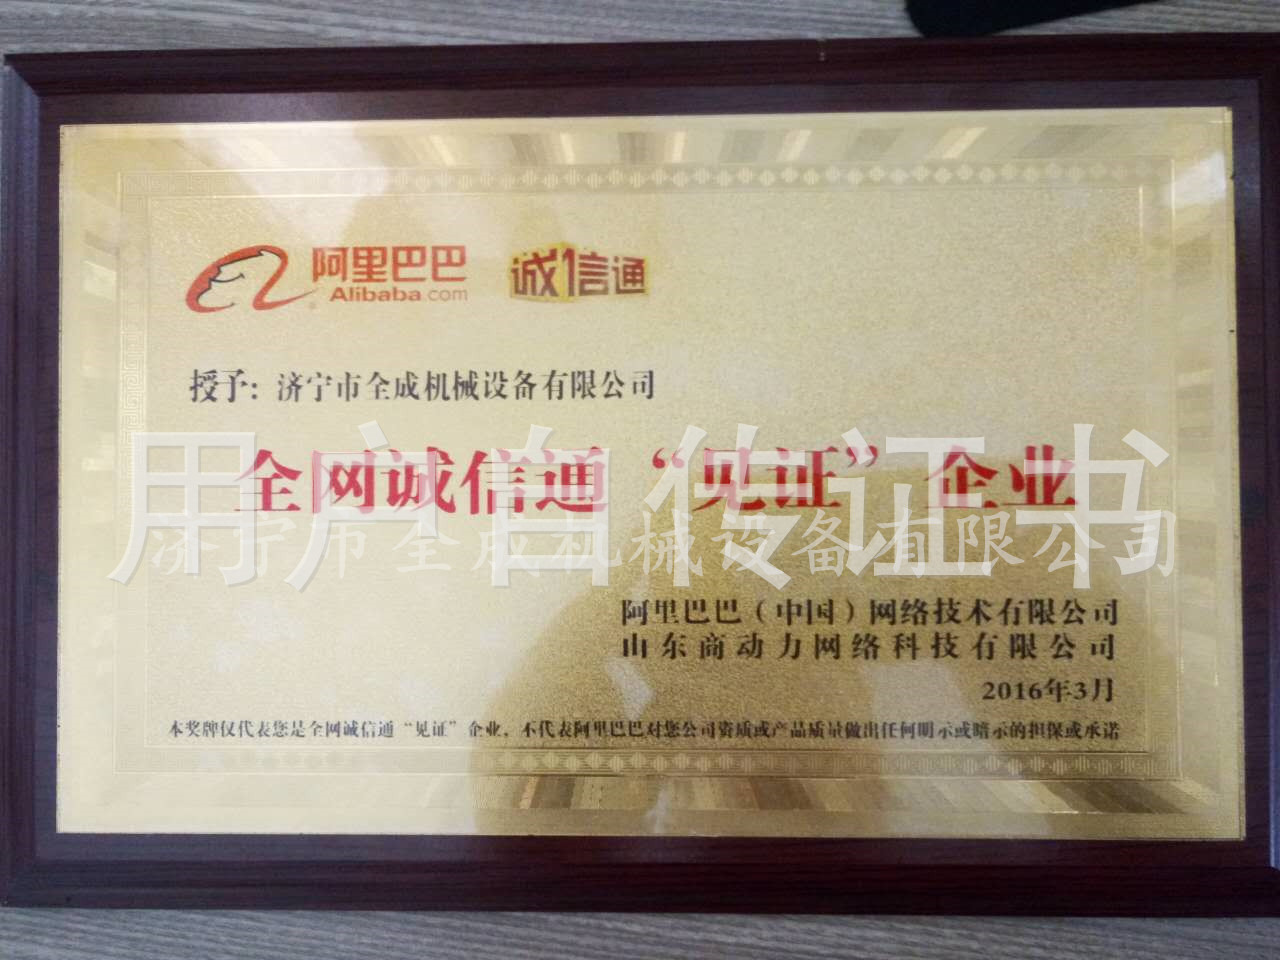 阿里巴巴 诚信通
Alibaba.com
授予：济宁市全成机械设备有限公司
全网诚信通“见证”企业
用户自传证书
济宁市全成机械设备有限公司
阿里巴巴（中国）网络技术有限公司
山东商动力网络科技有限公司
2016年3月
本奖牌仅代表您是全网诚信通“见证”企业，不代表阿里巴巴对您公司资质或产品质量做出任何明示或暗示的担保或承诺